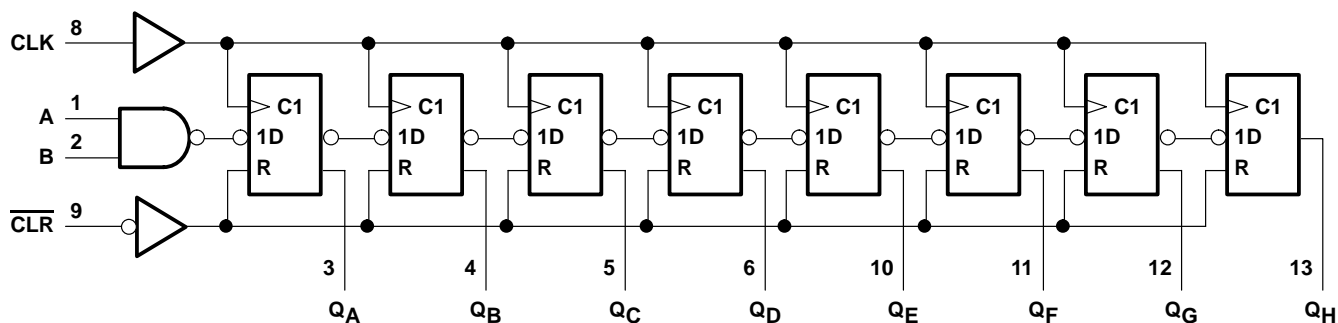 CLK 8
C1 C1 C1 C1 C1 C1 C1 C1
A 1
1D 1D 1D 1D 1D 1D 1D 1D
B 2
R R R R R R R R
CLR 9
3 4 5 6 10 11 12 13
QA QB QC QD QE QF QG QH